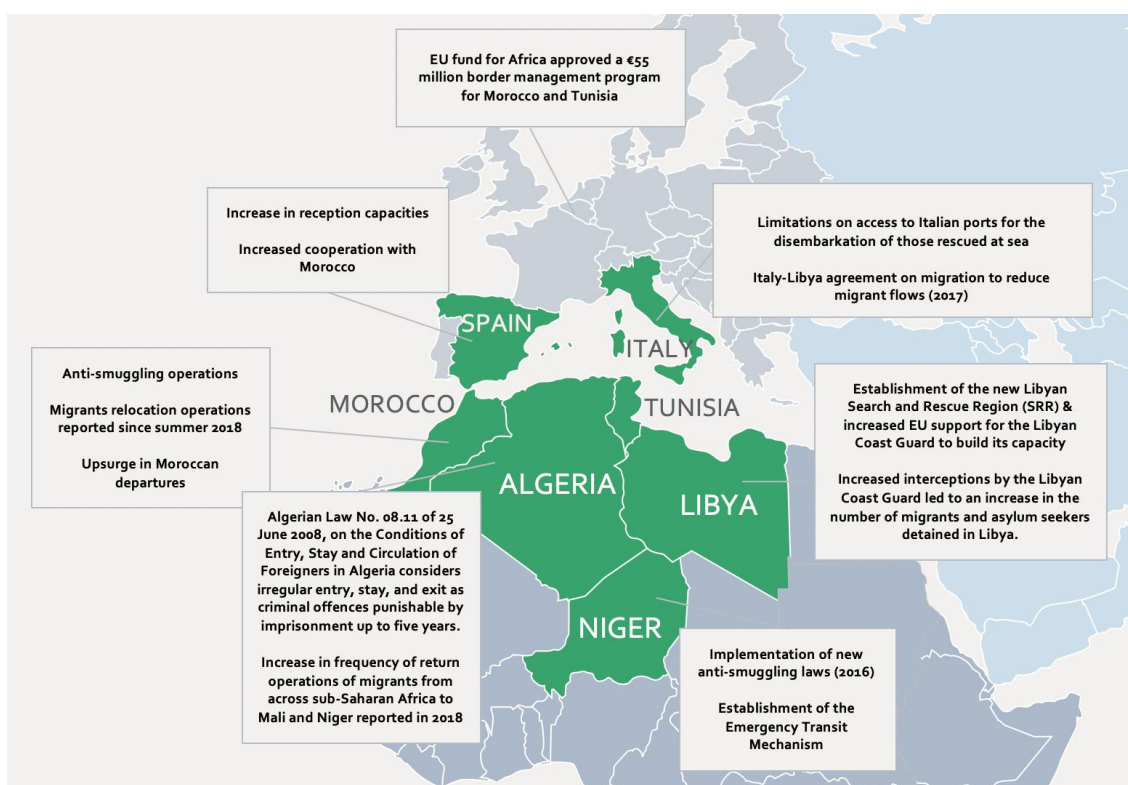 EU fund for Africa approved a €55
million border management program
for Morocco and Tunisia
Increase in reception capacities
Increased cooperation with
Morocco
Limitations on access to Italian ports for the
disembarkation of those rescued at sea
Italy-Libya agreement on migration to reduce
migrant flows (2017)
SPAIN
ITALY
Anti-smuggling operations
Migrants relocation operations
reported since summer 2018
Upsurge in Moroccan
departures
MOROCCO
TUNISIA
Establishment of the new Libyan
Search and Rescue Region (SRR) &
increased EU support for the Libyan
Coast Guard to build its capacity
Increased interceptions by the Libyan
Coast Guard led to an increase in the
number of migrants and asylum seekers
detained in Libya.
ALGERIA
LIBYA
Algerian Law No. 08.11 of 25
June 2008, on the Conditions of
Entry, Stay and Circulation of
Foreigners in Algeria considers
irregular entry, stay, and exit as
criminal offences punishable by
imprisonment up to five years.
Increase in frequency of return
operations of migrants from
across sub-Saharan Africa to
Mali and Niger reported in 2018
NIGER
Implementation of new
anti-smuggling laws (2016)
Establishment of the
Emergency Transit
Mechanism